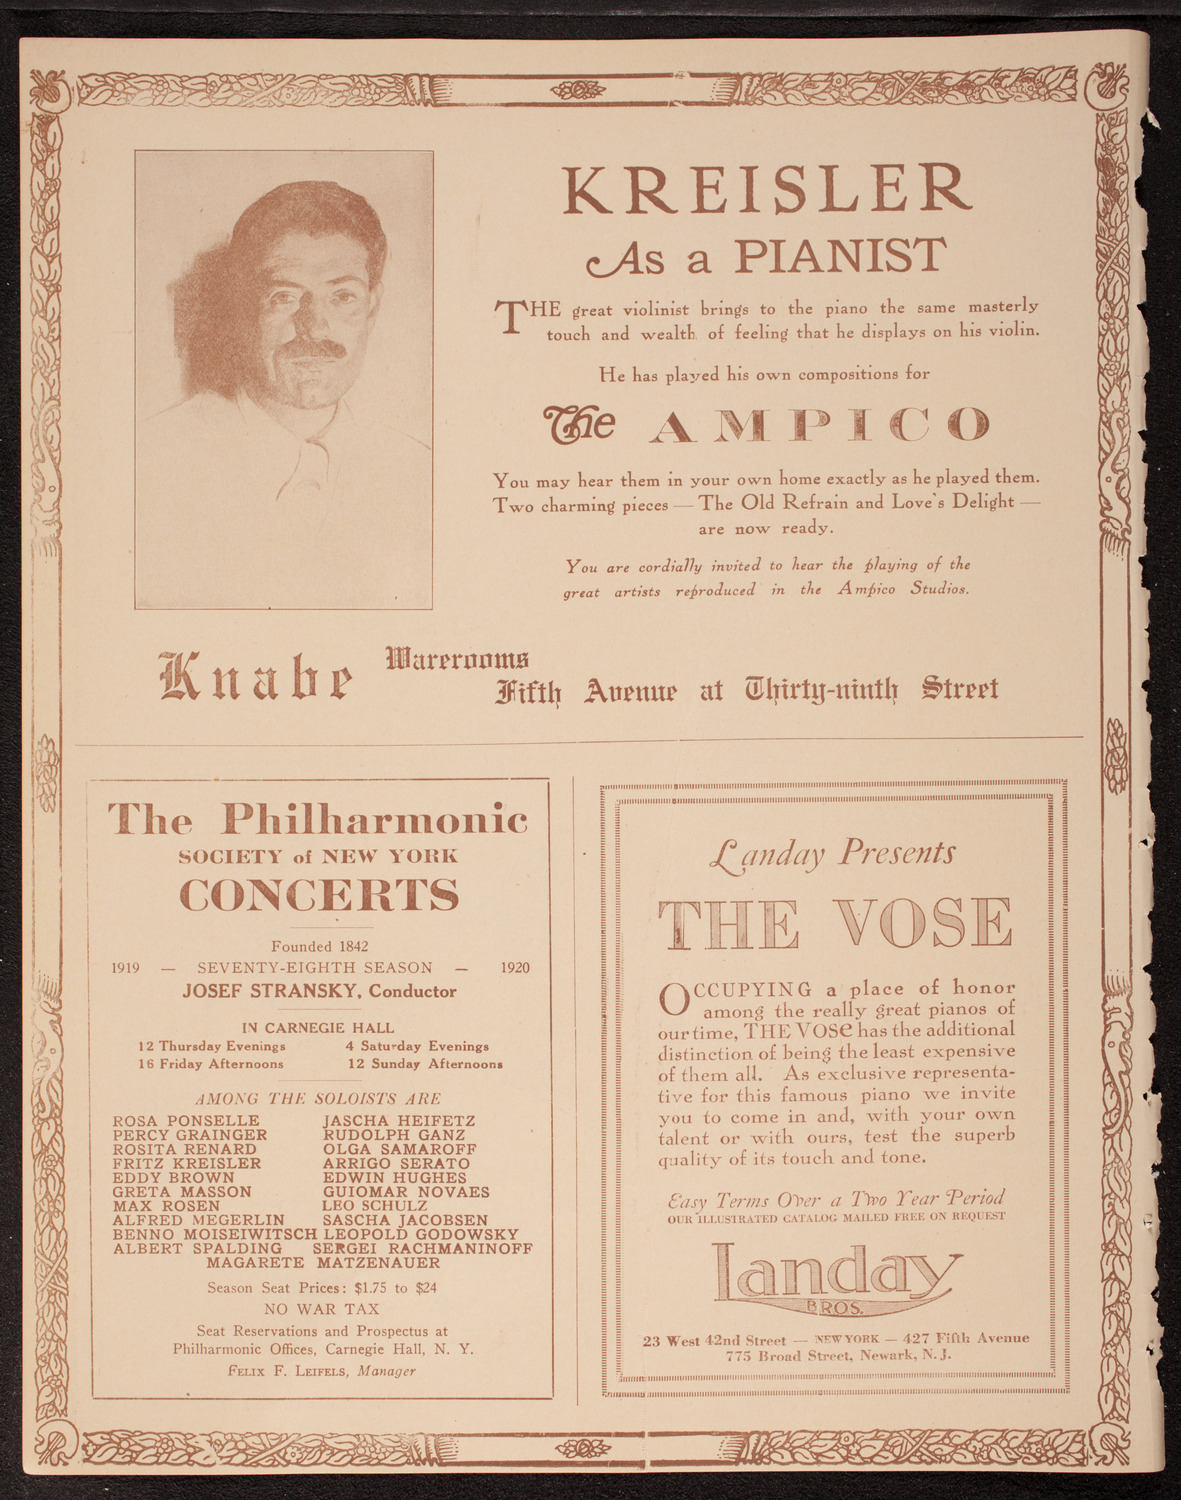 KREISLER
As a PIANIST
THE great violinist brings to the piano the same masterly
touch and wealth of feeling that he displays on his violin.
He has played his own compositions for
The AMPICO
You may hear them in your own home exactly as he played them.
Two charming pieces — The Old Refrain and Love's Delight —
are now ready.
You are cordially invited to hear the playing of the
great artists reproduced in the Ampico Studios.
Knabe Warerooms
Fifth Avenue at Thirty-ninth Street
The Philharmonic
SOCIETY of NEW YORK
CONCERTS
Founded 1842
1919 — SEVENTY-EIGHTH SEASON — 1920
JOSEF STRANSKY, Conductor
IN CARNEGIE HALL
12 Thursday Evenings 4 Saturday Evenings
16 Friday Afternoons 12 Sunday Afternoons
AMONG THE SOLOISTS ARE
ROSA PONSELLE JASCHA HEIFETZ
PERCY GRAINGER RUDOLPH GANZ
ROSITA RENARD OLGA SAMAROFF
FRITZ KREISLER ARRIGO SERATO
EDDY BROWN EDWIN HUGHES
GRETA MASSON GUIOMAR NOVAES
MAX ROSEN LEO SCHULZ
ALFRED MEGERLIN SASCHA JACOBSEN
BENNO MOISEIWITSCH LEOPOLD GODOWSKY
ALBERT SPALDING SERGEI RACHMANINOFF
MAGARETE MATZENAUER
Season Seat Prices: $1.75 to $24
NO WAR TAX
Seat Reservations and Prospectus at
Philharmonic Offices, Carnegie Hall, N. Y.
FELIX F. LEIFELS, Manager
Landay Presents
THE VOSE
OCCUPYING a place of honor
among the really great pianos of
our time, THE VOSe has the additional
distinction of being the least expensive
of them all. As exclusive representa-
tive for this famous piano we invite
you to come in and, with your own
talent or with ours, test the superb
quality of its touch and tone.
Easy Terms Over a Two Year Period
OUR ILLUSTRATED CATALOG MAILED FREE ON REQUEST
Landay
BROS.
23 West 42nd Street — NEW YORK — 427 Fifth Avenue
775 Broad Street, Newark, N. J.